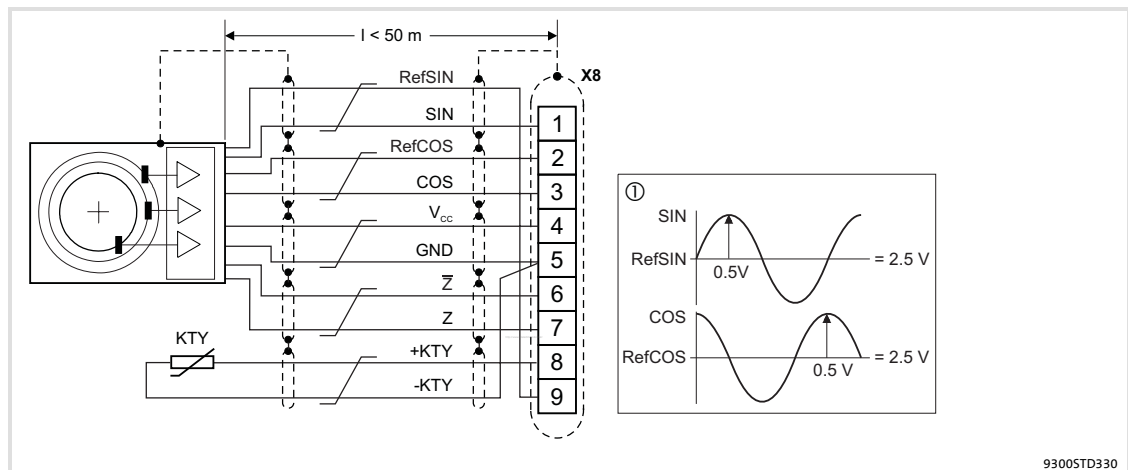 l < 50 m
X8
RefSIN
SIN
RefCOS
COS
Vcc
GND
Z̅
Z
KTY
+KTY
-KTY
1
2
3
4
5
6
7
8
9
①
SIN
RefSIN
0.5V
= 2.5 V
COS
RefCOS
0.5 V
= 2.5 V
9300STD330